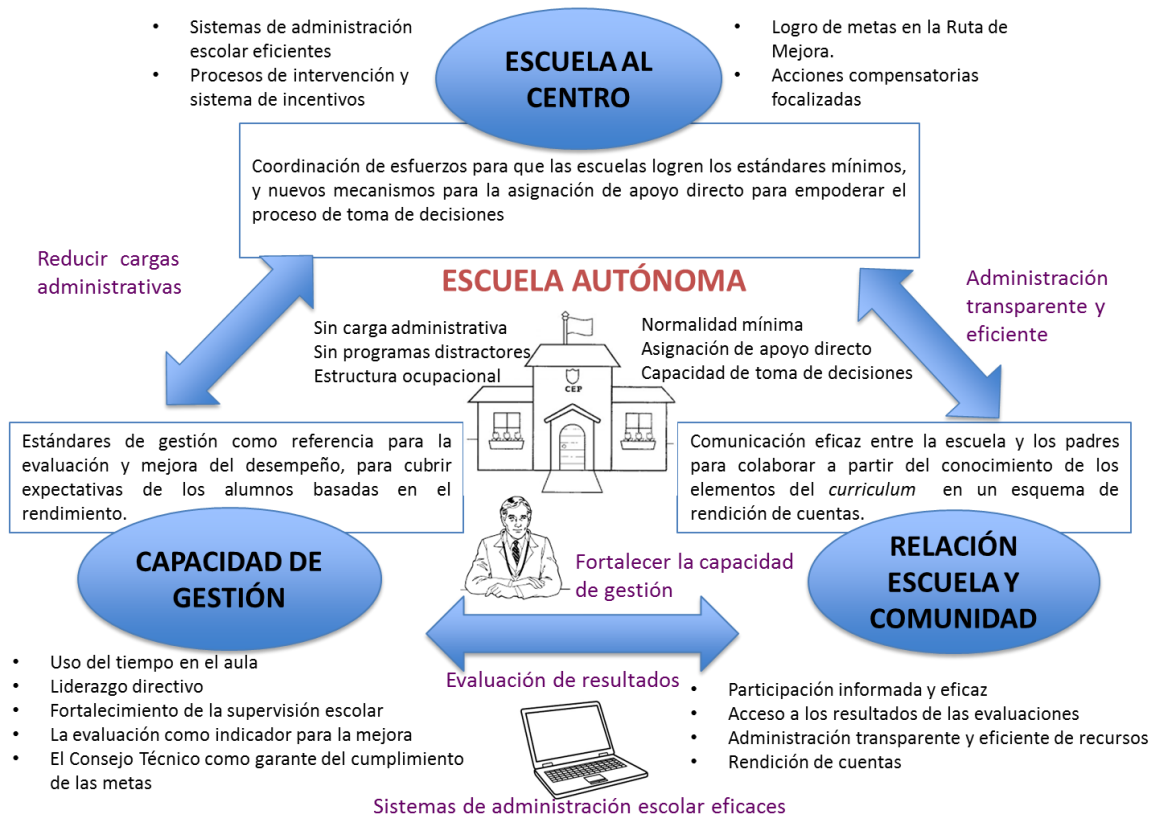 • Sistemas de administración
escolar eficientes
• Procesos de intervención y
sistema de incentivos
ESCUELA AL
CENTRO
• Logro de metas en la Ruta de
Mejora.
• Acciones compensatorias
focalizadas
Coordinación de esfuerzos para que las escuelas logren los estándares mínimos,
y nuevos mecanismos para la asignación de apoyo directo para empoderar el
proceso de toma de decisiones
Reducir cargas
administrativas
ESCUELA AUTÓNOMA
Administración
transparente y
eficiente
Sin carga administrativa
Sin programas distractores
Estructura ocupacional
Normalidad mínima
Asignación de apoyo directo
Capacidad de toma de decisiones
CEP
Estándares de gestión como referencia para la
evaluación y mejora del desempeño, para cubrir
expectativas de los alumnos basadas en el
rendimiento.
Comunicación eficaz entre la escuela y los padres
para colaborar a partir del conocimiento de los
elementos del curriculum en un esquema de
rendición de cuentas.
CAPACIDAD DE
GESTIÓN
Fortalecer la capacidad
de gestión
RELACIÓN
ESCUELA Y
COMUNIDAD
• Uso del tiempo en el aula
• Liderazgo directivo
• Fortalecimiento de la supervisión escolar
• La evaluación como indicador para la mejora
• El Consejo Técnico como garante del cumplimiento
de las metas
Evaluación de resultados
• Participación informada y eficaz
• Acceso a los resultados de las evaluaciones
• Administración transparente y eficiente de recursos
• Rendición de cuentas
Sistemas de administración escolar eficaces